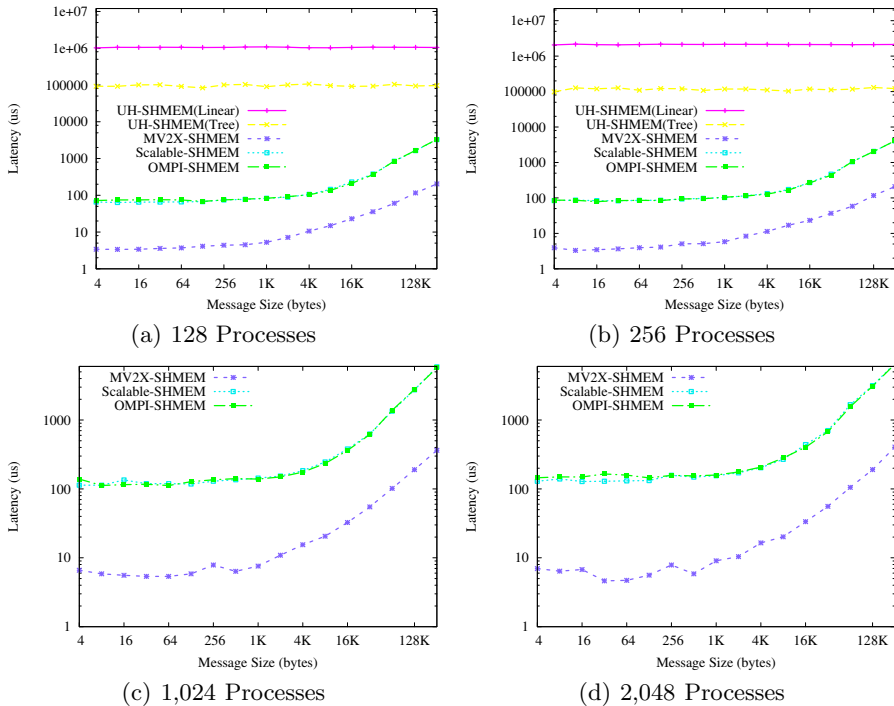 1e+07
1e+06
100000
10000
1000
100
10
1
Latency (us)
UH-SHMEM(Linear)
UH-SHMEM(Tree)
MV2X-SHMEM
Scalable-SHMEM
OMPI-SHMEM
4 16 64 256 1K 4K 16K 128K
Message Size (bytes)
(a) 128 Processes
1e+07
1e+06
100000
10000
1000
100
10
1
Latency (us)
UH-SHMEM(Linear)
UH-SHMEM(Tree)
MV2X-SHMEM
Scalable-SHMEM
OMPI-SHMEM
4 16 64 256 1K 4K 16K 128K
Message Size (bytes)
(b) 256 Processes
1000
100
10
1
Latency (us)
MV2X-SHMEM
Scalable-SHMEM
OMPI-SHMEM
4 16 64 256 1K 4K 16K 128K
Message Size (bytes)
(c) 1,024 Processes
1000
100
10
1
Latency (us)
MV2X-SHMEM
Scalable-SHMEM
OMPI-SHMEM
4 16 64 256 1K 4K 16K 128K
Message Size (bytes)
(d) 2,048 Processes